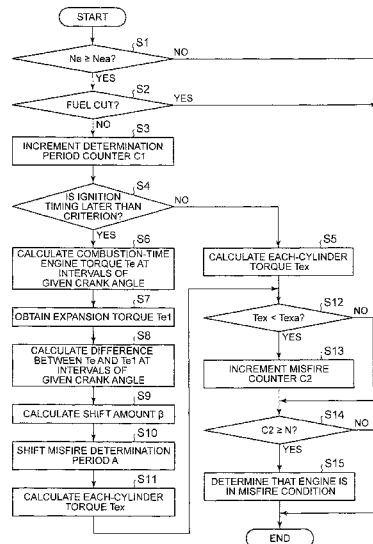 START
S1
Ne ≥ Nea?
NO
YES
S2
FUEL CUT?
YES
NO
S3
INCREMENT DETERMINATION
PERIOD COUNTER C1
S4
IS IGNITION
TIMING LATER THAN
CRITERION?
NO
YES
S6
CALCULATE COMBUSTION-TIME
ENGINE TORQUE Te AT
INTERVALS OF
GIVEN CRANK ANGLE
S7
OBTAIN EXPANSION TORQUE Te1
S8
CALCULATE DIFFERENCE
BETWEEN Te AND Te1 AT
INTERVALS OF
GIVEN CRANK ANGLE
S9
CALCULATE SHIFT AMOUNT β
S10
SHIFT MISFIRE DETERMINATION
PERIOD A
S11
CALCULATE EACH-CYLINDER
TORQUE Tex
S5
CALCULATE EACH-CYLINDER
TORQUE Tex
S12
Tex < Texa?
NO
YES
S13
INCREMENT MISFIRE
COUNTER C2
S14
C2 ≥ N?
NO
YES
S15
DETERMINE THAT ENGINE IS
IN MISFIRE CONDITION
END